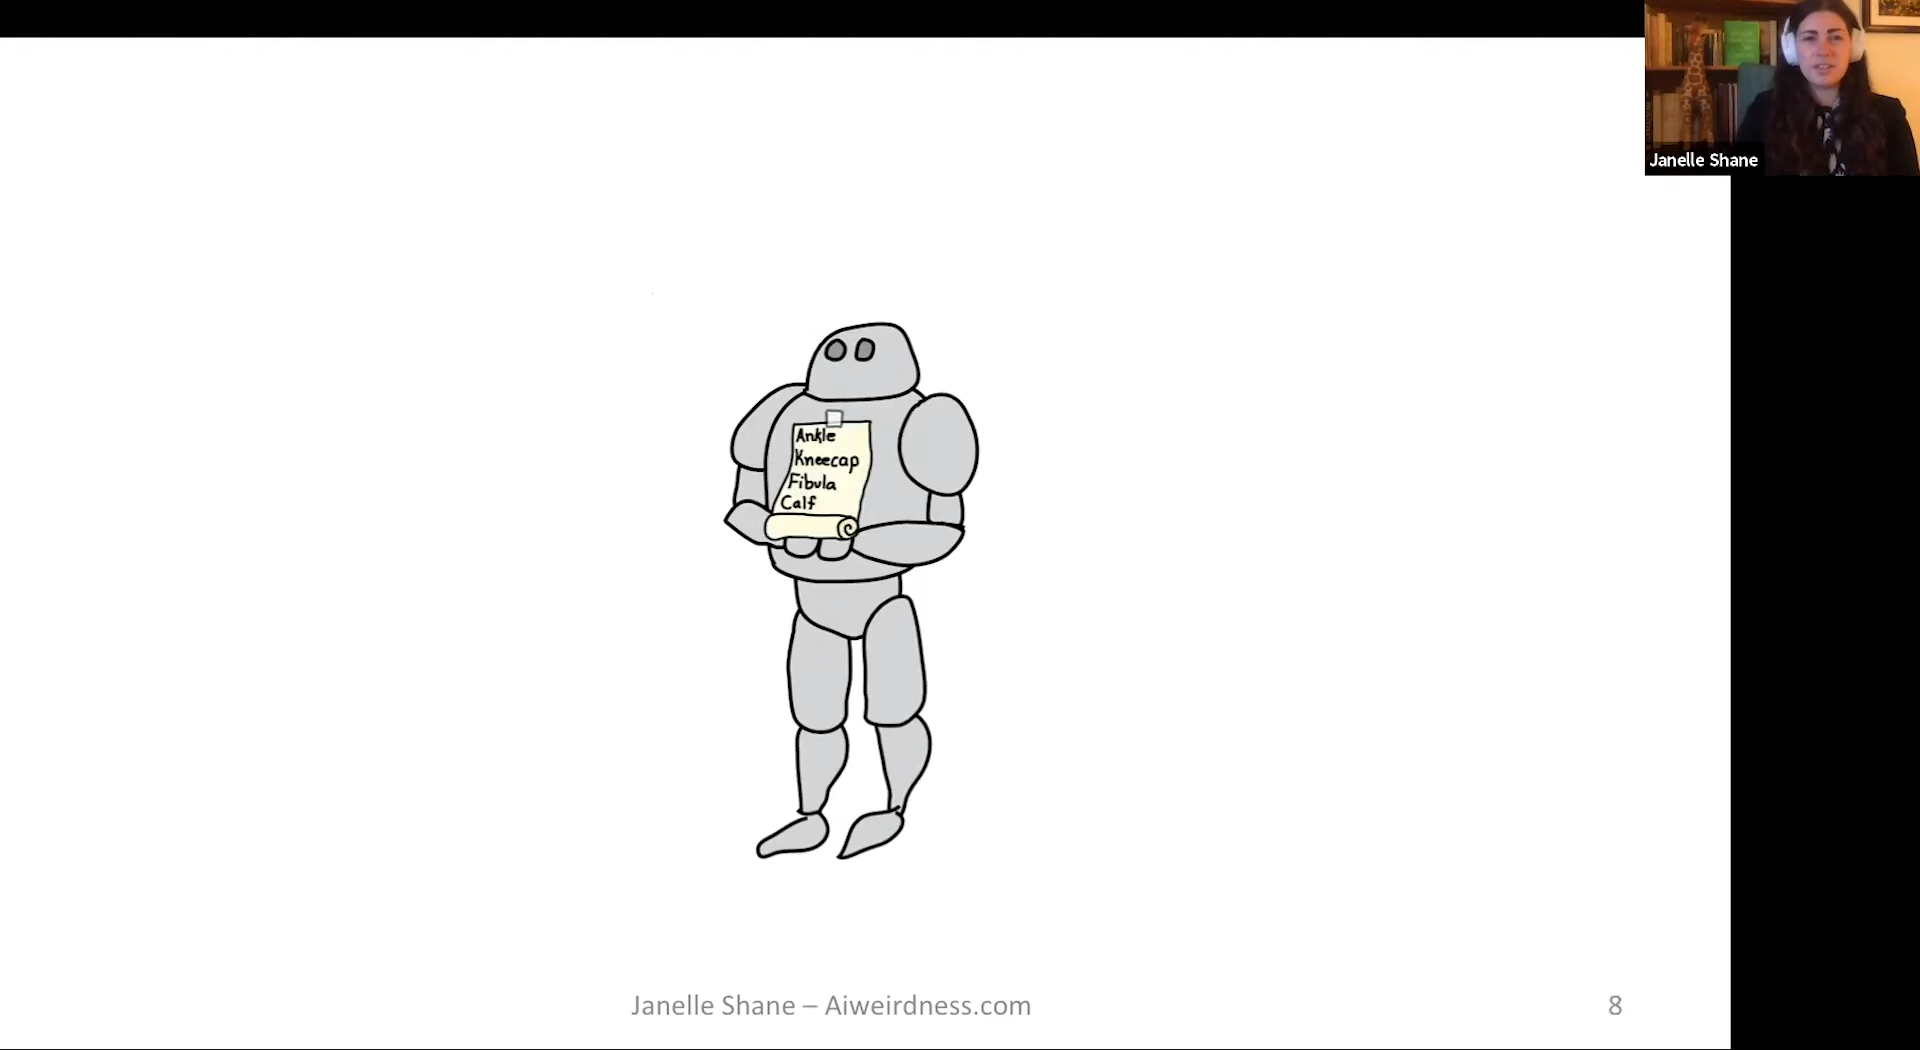 Janelle Shane
Ankle
Kneecap
Fibula
Calf
Janelle Shane – Aiweirdness.com
8